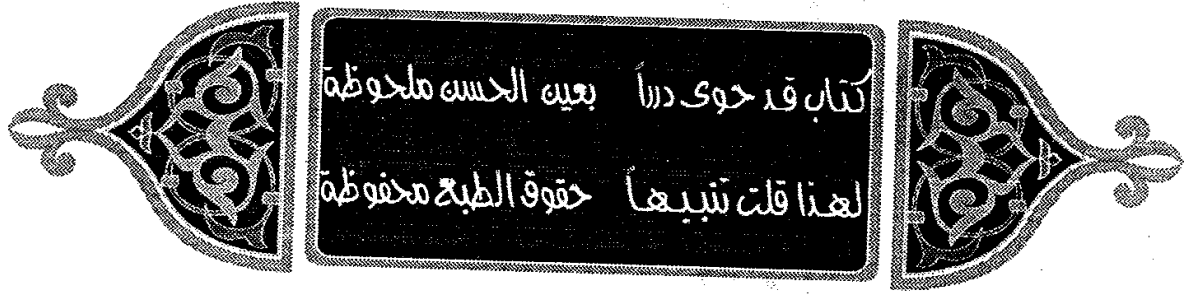 كتاب قد حوى درراً بعين الحسن ملحوظة
لهذا قلت تنبيهاً حقوق الطبع محفوظة